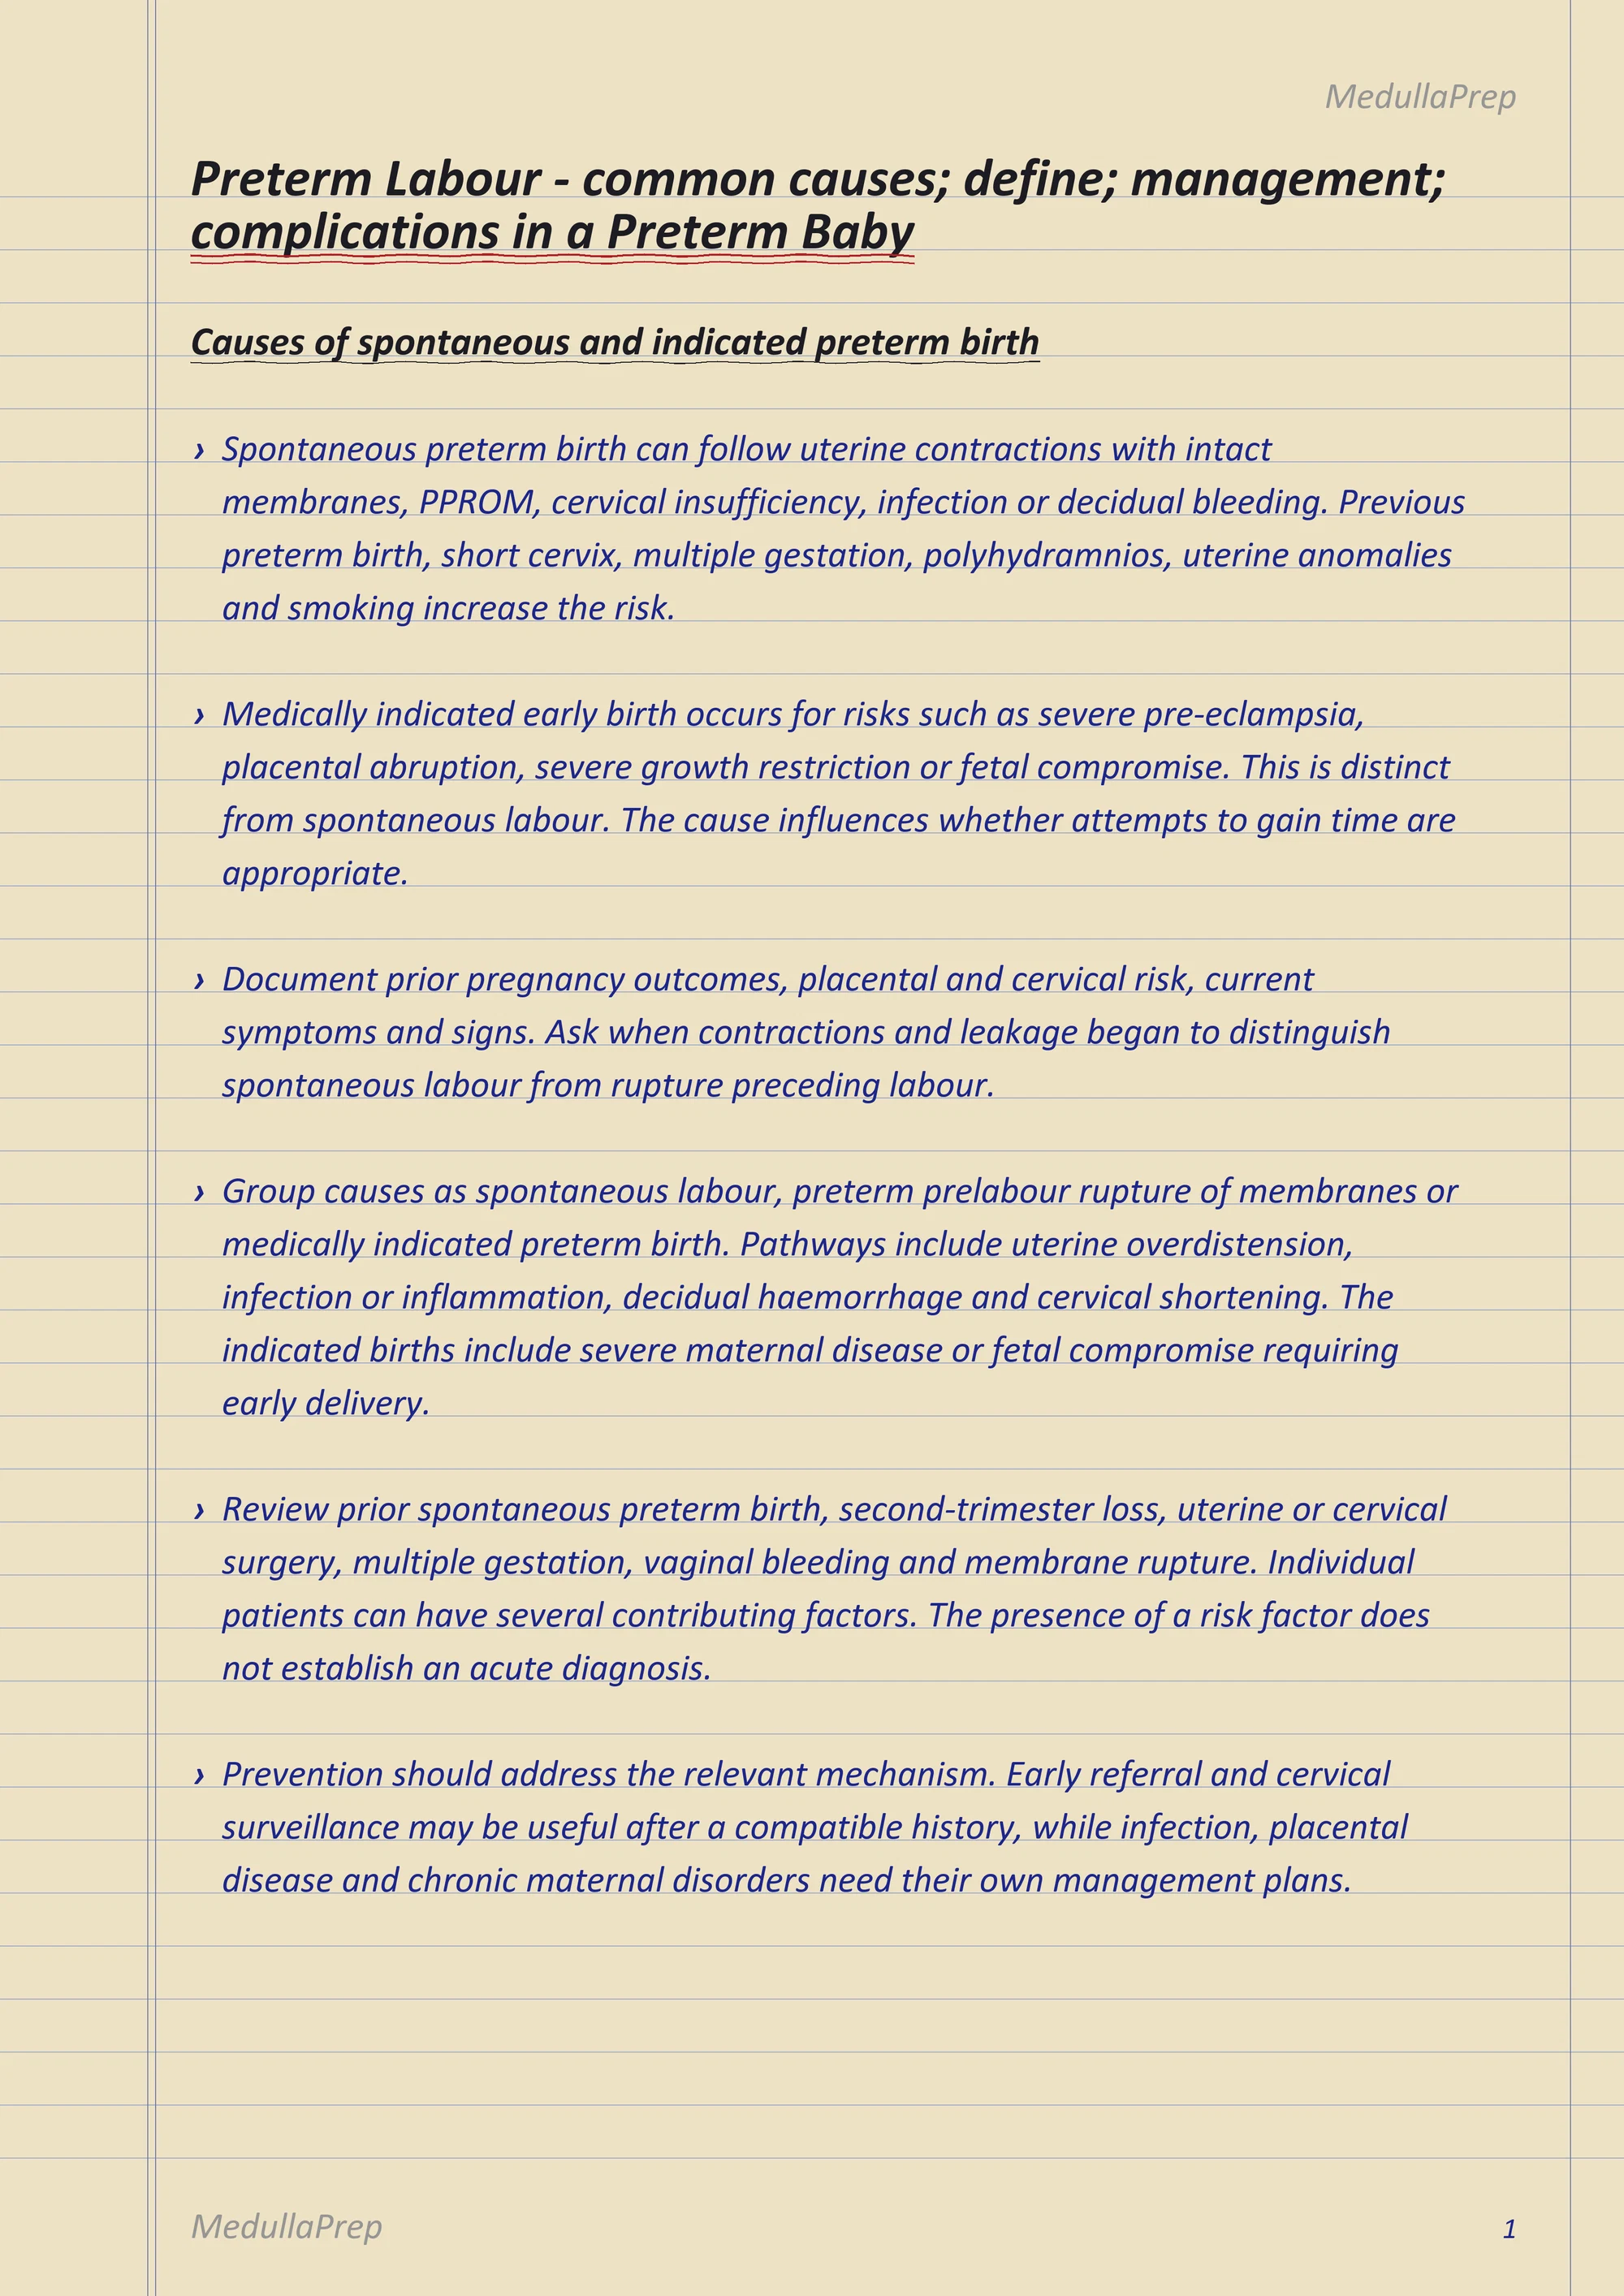 MedullaPrep
Preterm Labour - common causes; define; management;
complications in a Preterm Baby
Causes of spontaneous and indicated preterm birth
› Spontaneous preterm birth can follow uterine contractions with intact
membranes, PPROM, cervical insufficiency, infection or decidual bleeding. Previous
preterm birth, short cervix, multiple gestation, polyhydramnios, uterine anomalies
and smoking increase the risk.
› Medically indicated early birth occurs for risks such as severe pre-eclampsia,
placental abruption, severe growth restriction or fetal compromise. This is distinct
from spontaneous labour. The cause influences whether attempts to gain time are
appropriate.
› Document prior pregnancy outcomes, placental and cervical risk, current
symptoms and signs. Ask when contractions and leakage began to distinguish
spontaneous labour from rupture preceding labour.
› Group causes as spontaneous labour, preterm prelabour rupture of membranes or
medically indicated preterm birth. Pathways include uterine overdistension,
infection or inflammation, decidual haemorrhage and cervical shortening. The
indicated births include severe maternal disease or fetal compromise requiring
early delivery.
› Review prior spontaneous preterm birth, second-trimester loss, uterine or cervical
surgery, multiple gestation, vaginal bleeding and membrane rupture. Individual
patients can have several contributing factors. The presence of a risk factor does
not establish an acute diagnosis.
› Prevention should address the relevant mechanism. Early referral and cervical
surveillance may be useful after a compatible history, while infection, placental
disease and chronic maternal disorders need their own management plans.
MedullaPrep
1